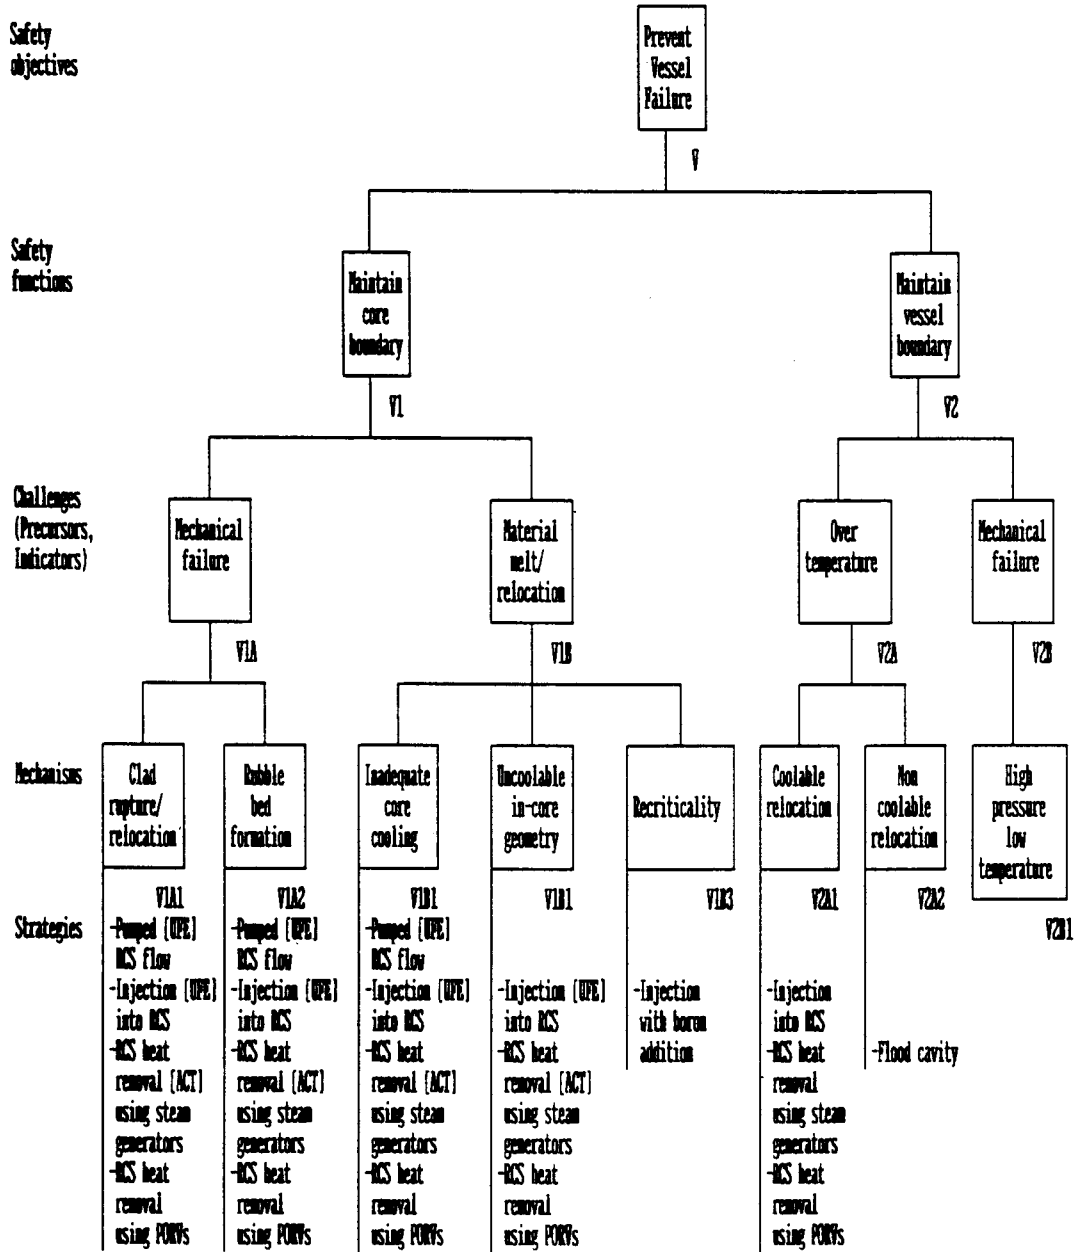 Safety
objectives
Prevent
Vessel
Failure
V
Safety
functions
Maintain
core
boundary
Maintain
vessel
boundary
V1
V2
Challenges
(Precursors,
Indicators)
Mechanical
failure
Material
melt/
relocation
Over
temperature
Mechanical
failure
V1A
V1B
V2A
V2B
Mechanisms
Clad
rupture/
relocation
Rubble
bed
formation
Inadequate
core
cooling
Uncoolable
in-core
geometry
Recriticality
Coolable
relocation
Non
coolable
relocation
High
pressure
low
temperature
V1A1
V1A2
V1B1
V1B1
V1B3
V2A1
V2A2
V2B1
Strategies
-Pumped [UPE]
RCS flow
-Injection [UPE]
into RCS
-RCS heat
removal [ACT]
using steam
generators
-RCS heat
removal
using PORVs
-Pumped [UPE]
RCS flow
-Injection [UPE]
into RCS
-RCS heat
removal [ACT]
using steam
generators
-RCS heat
removal
using PORVs
-Pumped [UPE]
RCS flow
-Injection [UPE]
into RCS
-RCS heat
removal [ACT]
using steam
generators
-RCS heat
removal
using PORVs
-Injection [UPE]
into RCS
-RCS heat
removal [ACT]
using steam
generators
-RCS heat
removal
using PORVs
-Injection
with boron
addition
-Injection
into RCS
-RCS heat
removal
using steam
generators
-RCS heat
removal
using PORVs
-Flood cavity